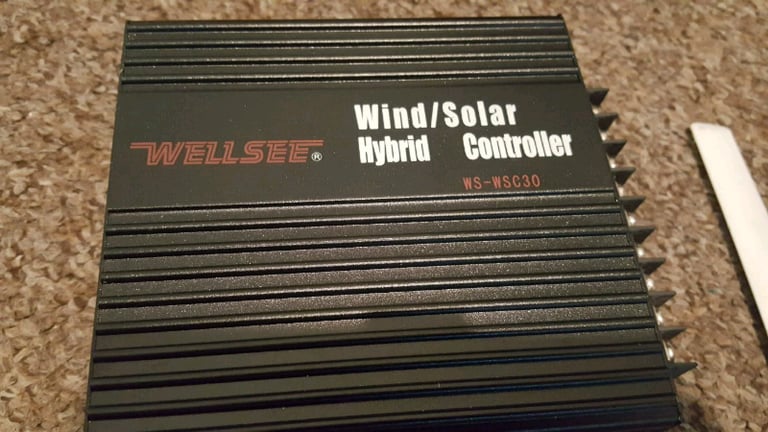 Wind/Solar
WELLSEE®
Hybrid Controller
WS-WSC30